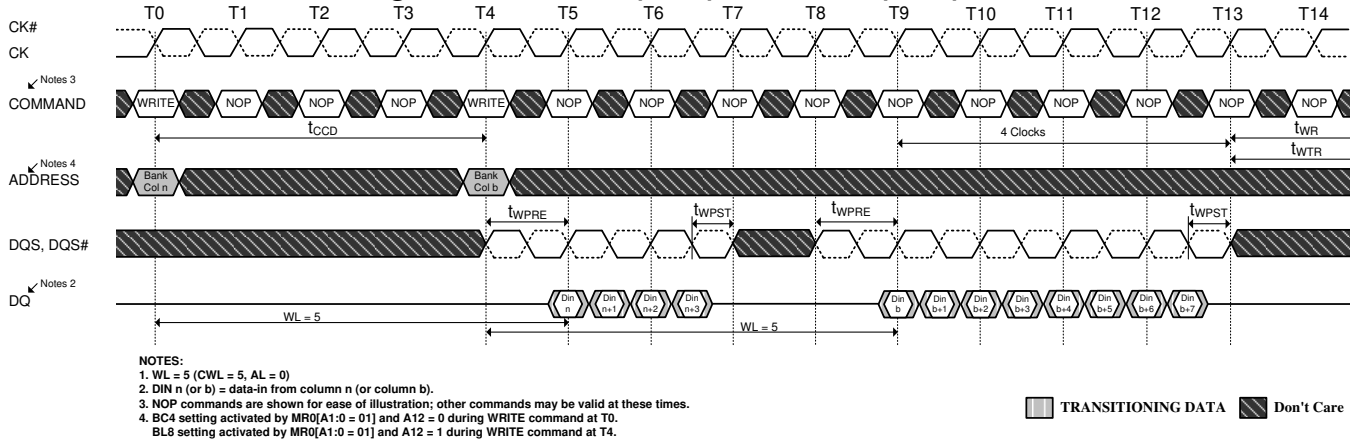 T0 T1 T2 T3 T4 T5 T6 T7 T8 T9 T10 T11 T12 T13 T14
CK#
CK
Notes 3
COMMAND
WRITE NOP NOP NOP WRITE NOP NOP NOP NOP NOP NOP NOP NOP NOP NOP
tCCD
4 Clocks
tWR
tWTR
Notes 4
ADDRESS
Bank Bank
Col n Col b
tWPRE tWPST tWPRE tWPST
DQS, DQS#
Notes 2
DQ
Din Din Din Din Din Din Din Din Din Din Din Din
n n+1 n+2 n+3 b b+1 b+2 b+3 b+4 b+5 b+6 b+7
WL = 5
WL = 5
NOTES:
1. WL = 5 (CWL = 5, AL = 0)
2. DIN n (or b) = data-in from column n (or column b).
3. NOP commands are shown for ease of illustration; other commands may be valid at these times.
4. BC4 setting activated by MR0[A1:0 = 01] and A12 = 0 during WRITE command at T0.
BL8 setting activated by MR0[A1:0 = 01] and A12 = 1 during WRITE command at T4.
TRANSITIONING DATA Don't Care